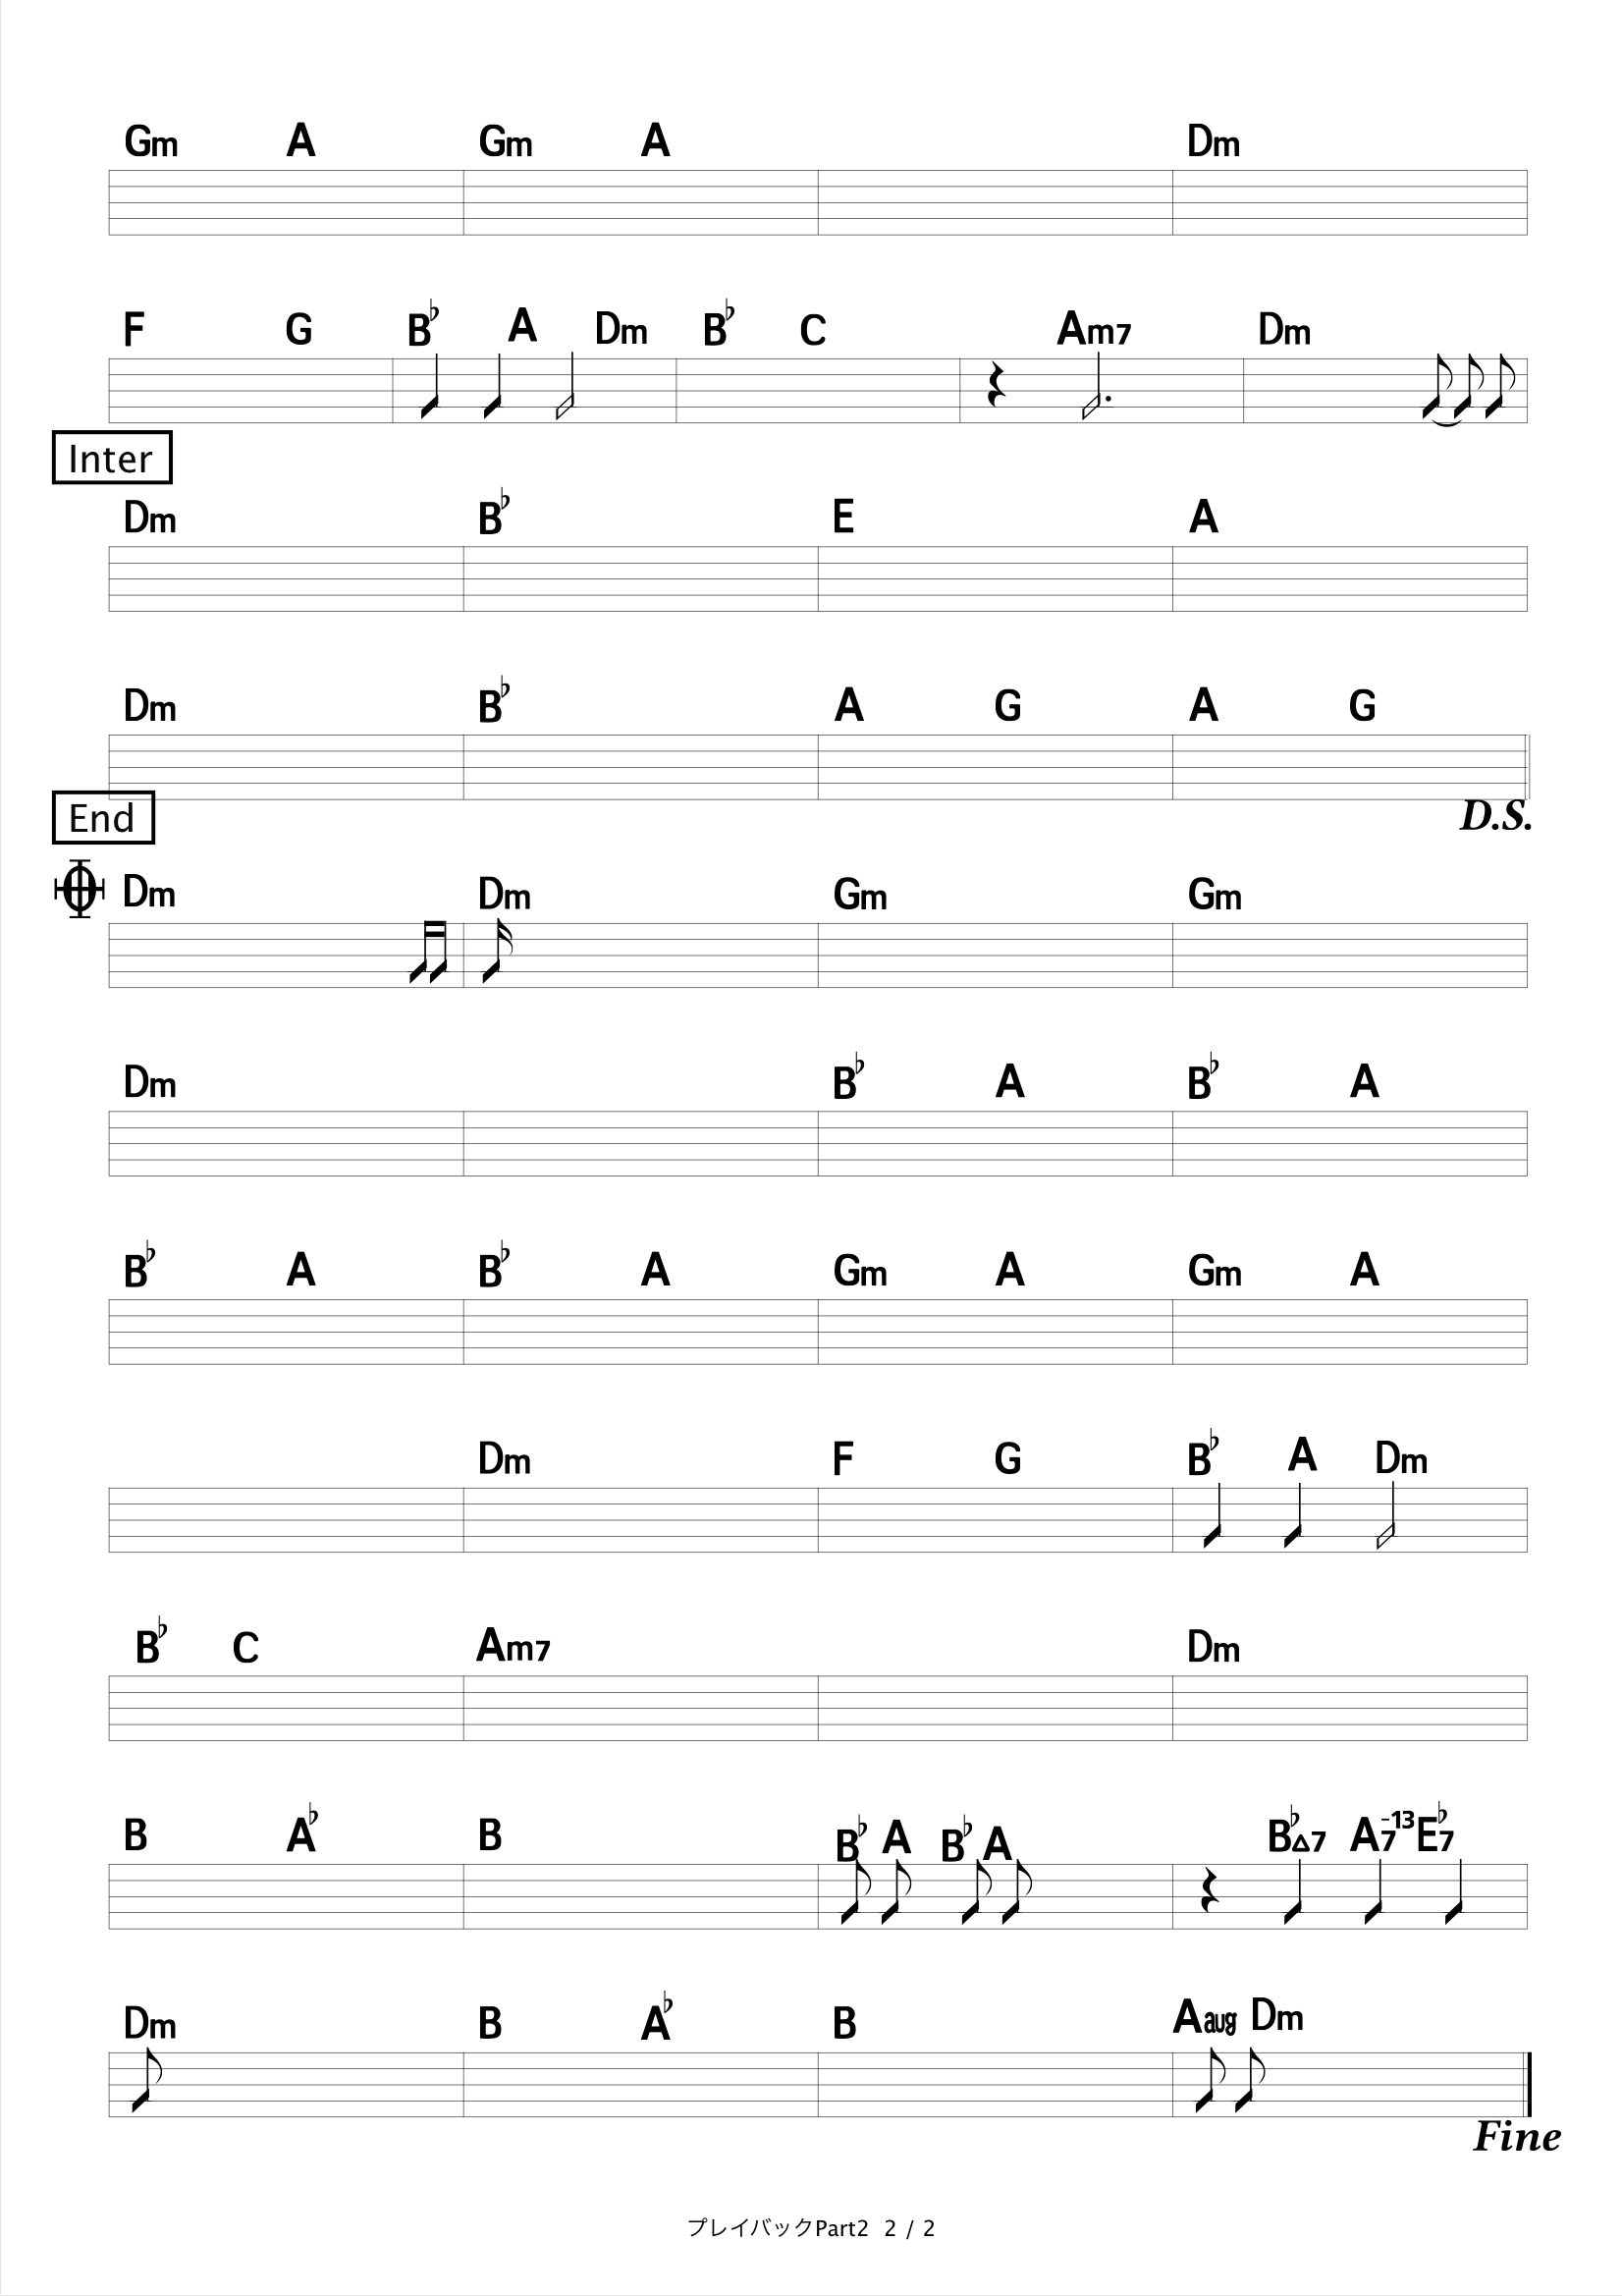 Gm A Gm A Dm
F G B♭ A Dm B♭ C Am7 Dm
Inter
Dm B♭ E A
Dm B♭ A G A G
D.S.
End
Dm Dm Gm Gm
Dm B♭ A B♭ A
B♭ A B♭ A Gm A Gm A
Dm F G B♭ A Dm
B♭ C Am7 Dm
B A♭ B B♭ A B♭ A B♭△7 A7-13 E♭7
Dm B A♭ B Aaug Dm
Fine
プレイバックPart2 2 / 2